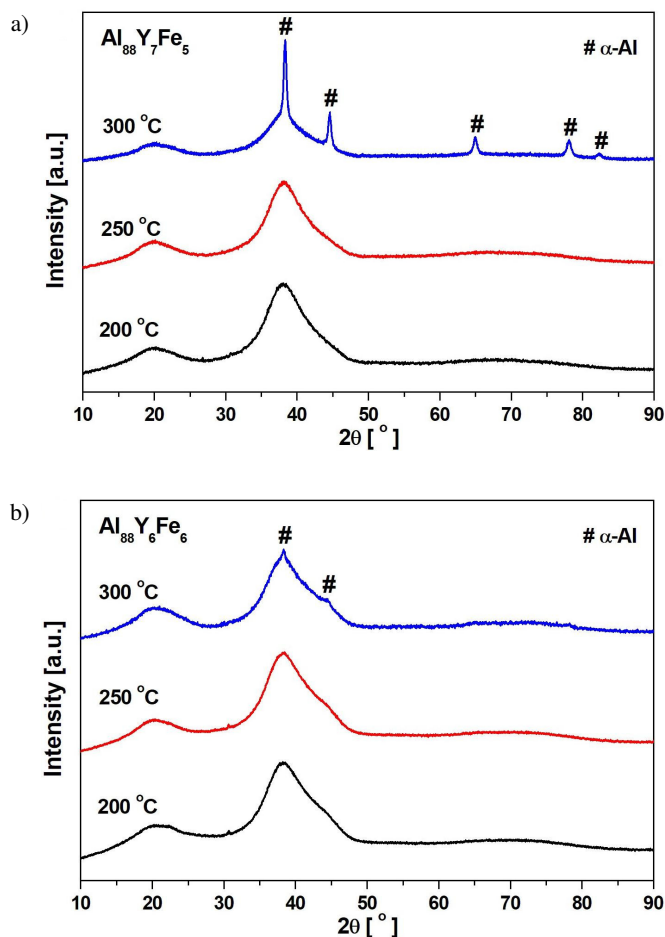 a)
Al₈₈Y₇Fe₅
#
# α-Al
#
#
#
#
300 °C
250 °C
200 °C
Intensity [a.u.]
10 20 30 40 50 60 70 80 90
2θ [ ° ]
b)
Al₈₈Y₆Fe₆
#
# α-Al
#
300 °C
250 °C
200 °C
Intensity [a.u.]
10 20 30 40 50 60 70 80 90
2θ [ ° ]